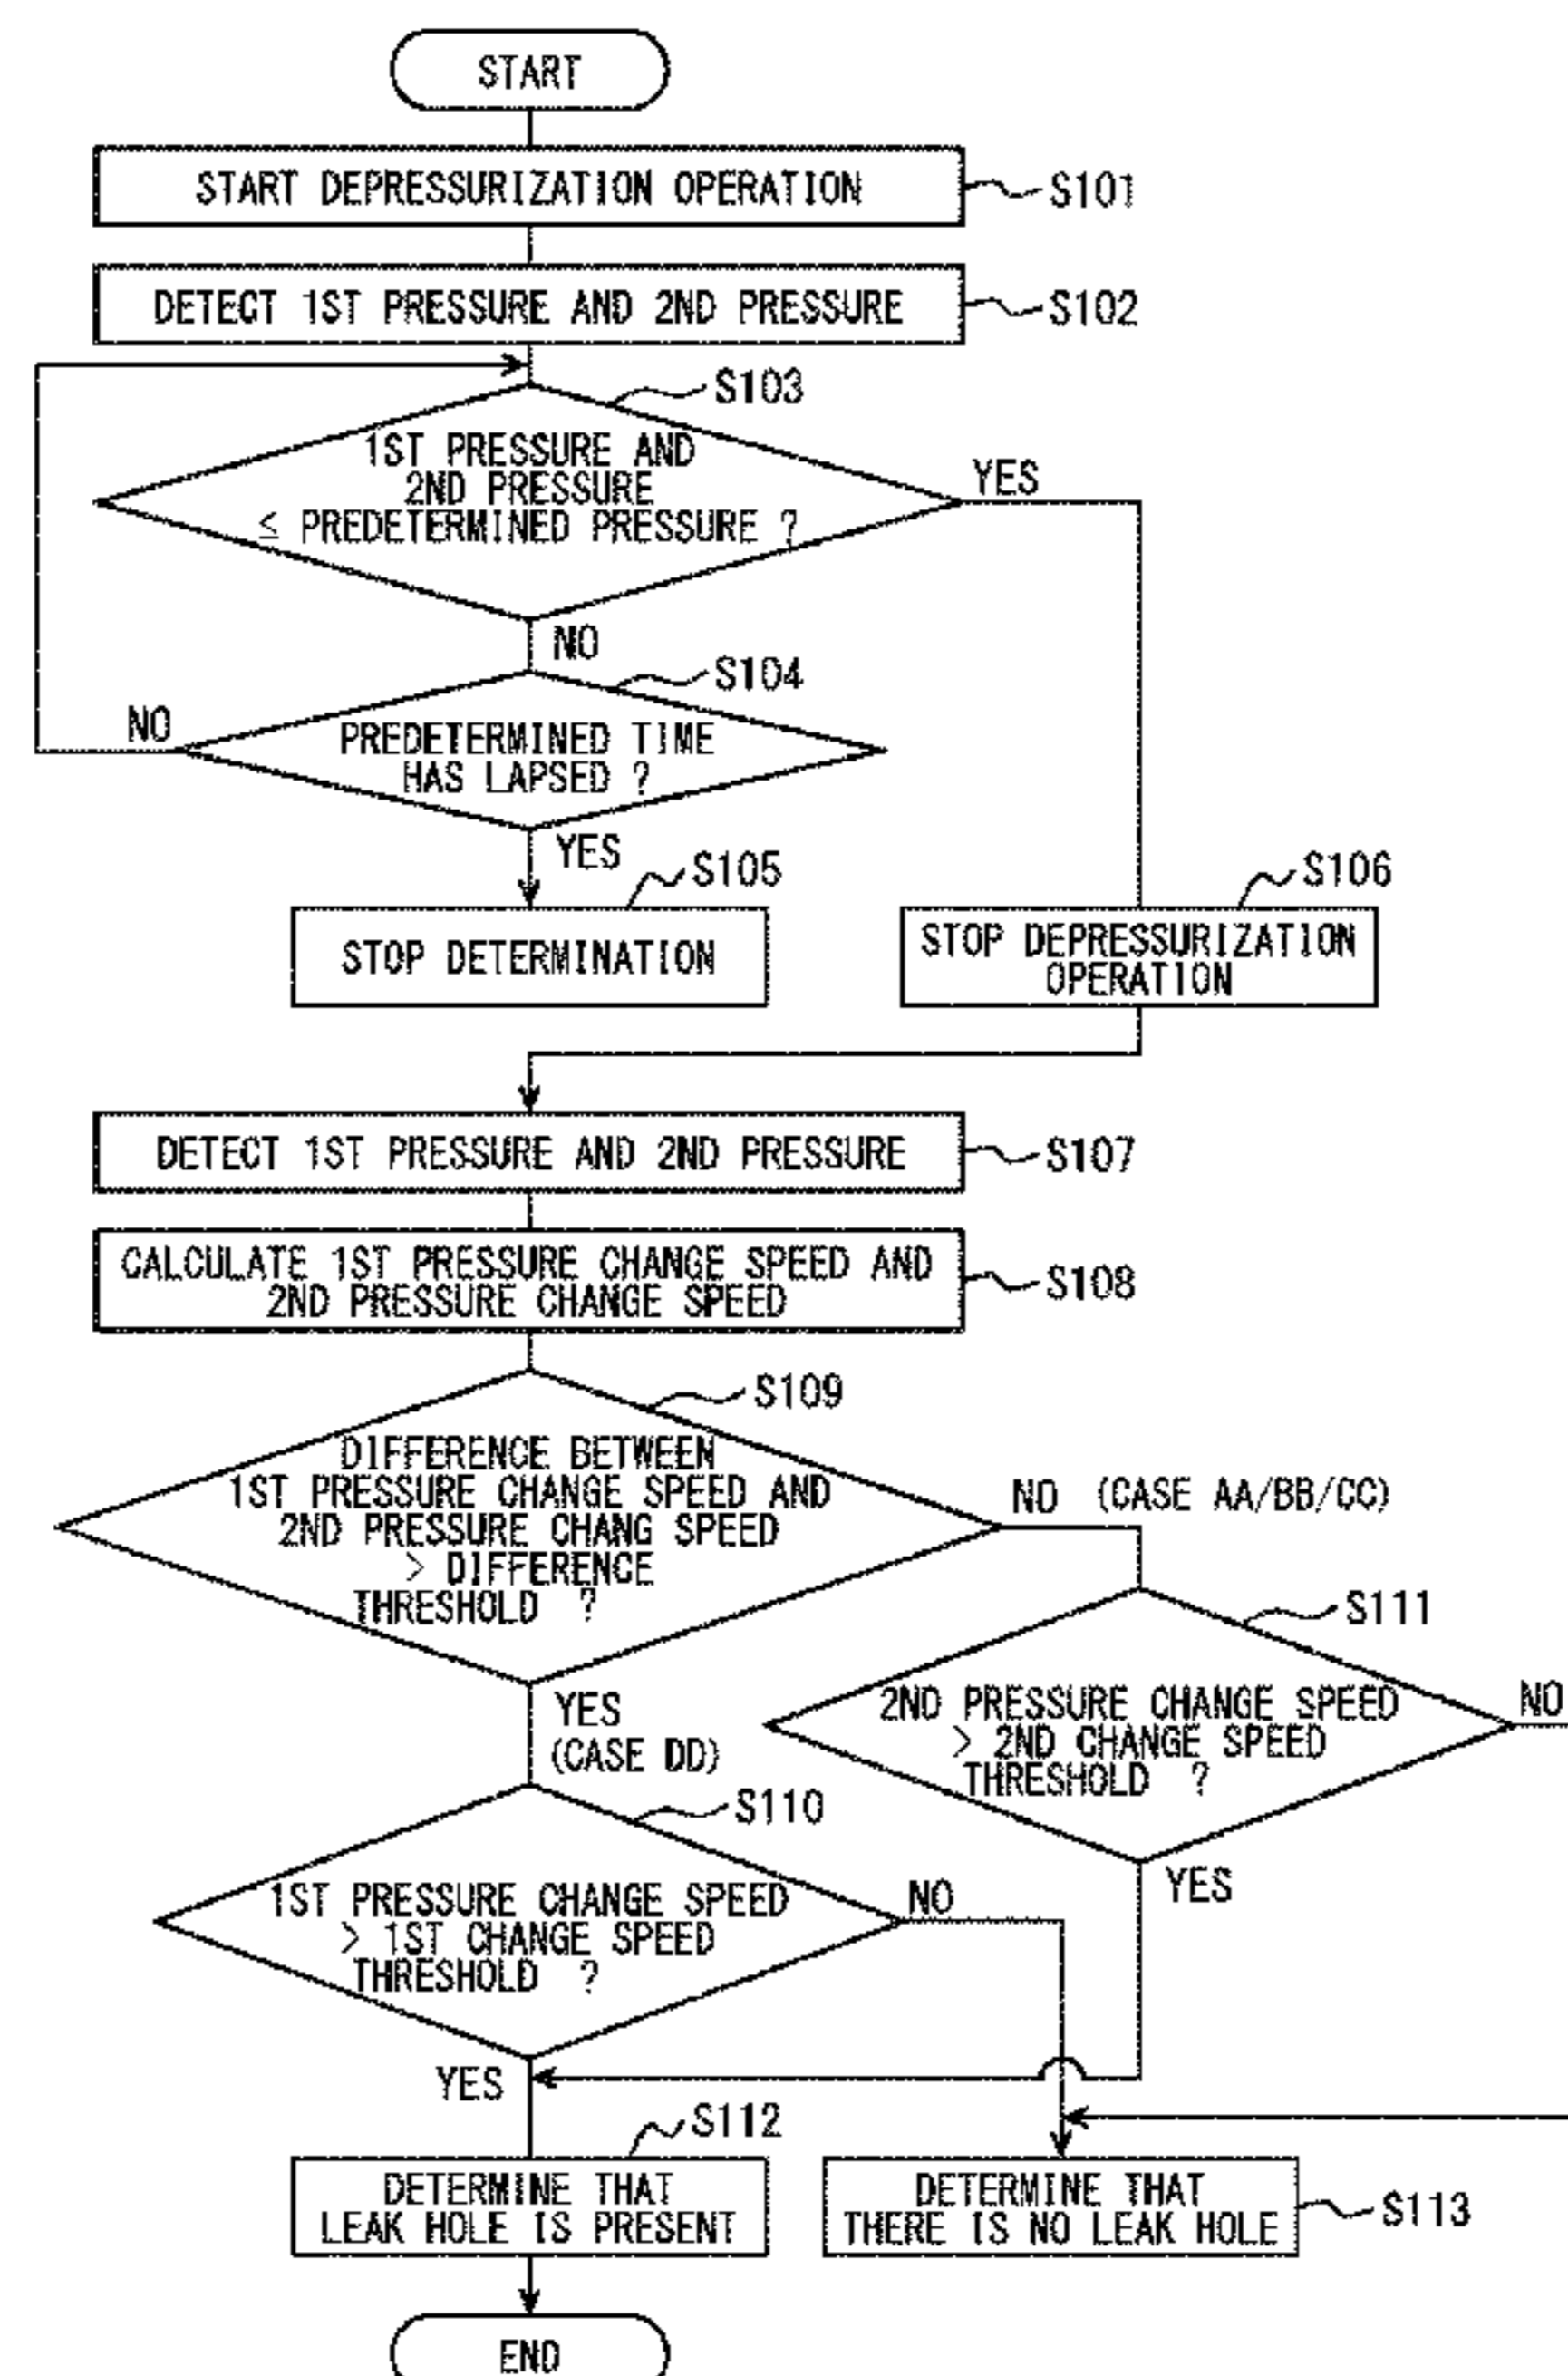 START
START DEPRESSURIZATION OPERATION
S101
DETECT 1ST PRESSURE AND 2ND PRESSURE
S102
S103
1ST PRESSURE AND
2ND PRESSURE
≤ PREDETERMINED PRESSURE ?
YES
NO
S104
NO
PREDETERMINED TIME
HAS LAPSED ?
YES
S105
STOP DETERMINATION
S106
STOP DEPRESSURIZATION
OPERATION
DETECT 1ST PRESSURE AND 2ND PRESSURE
S107
CALCULATE 1ST PRESSURE CHANGE SPEED AND
2ND PRESSURE CHANGE SPEED
S108
S109
DIFFERENCE BETWEEN
1ST PRESSURE CHANGE SPEED AND
2ND PRESSURE CHANG SPEED
> DIFFERENCE
THRESHOLD ?
NO (CASE AA/BB/CC)
YES
(CASE DD)
S111
2ND PRESSURE CHANGE SPEED
> 2ND CHANGE SPEED
THRESHOLD ?
NO
YES
S110
1ST PRESSURE CHANGE SPEED
> 1ST CHANGE SPEED
THRESHOLD ?
NO
YES
S112
DETERMINE THAT
LEAK HOLE IS PRESENT
DETERMINE THAT
THERE IS NO LEAK HOLE
S113
END